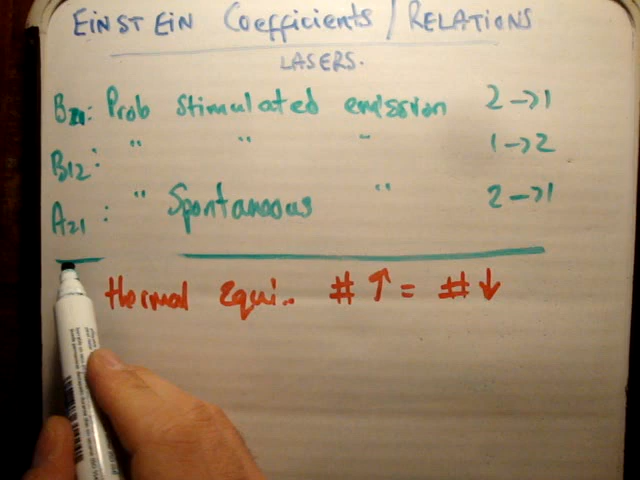 EINSTEIN Coefficients / RELATIONS
LASERS.
B21: Prob stimulated emission 2→1
B12: " " " 1→2
A21: " Spontaneous " 2→1
thermal Equi.. # ↑ = # ↓